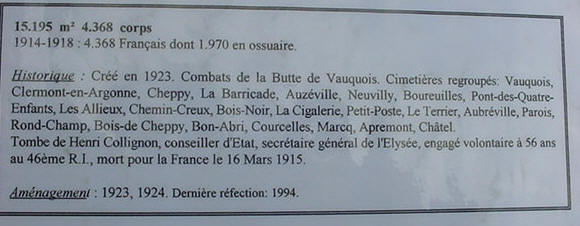 15.195 m² 4.368 corps
1914-1918 : 4.368 Français dont 1.970 en ossuaire.
Historique : Créé en 1923. Combats de la Butte de Vauquois. Cimetières regroupés: Vauquois,
Clermont-en-Argonne, Cheppy, La Barricade, Auzéville, Neuvilly, Boureuilles, Pont-des-Quatre-
Enfants, Les Allieux, Chemin-Creux, Bois-Noir, La Cigalerie, Petit-Poste, Le Terrier, Aubréville, Parois,
Rond-Champ, Bois-de Cheppy, Bon-Abri, Courcelles, Marcq, Apremont, Châtel.
Tombe de Henri Collignon, conseiller d'Etat, secrétaire général de l'Elysée, engagé volontaire à 56 ans
au 46ème R.I., mort pour la France le 16 Mars 1915.
Aménagement : 1923, 1924. Dernière réfection: 1994.